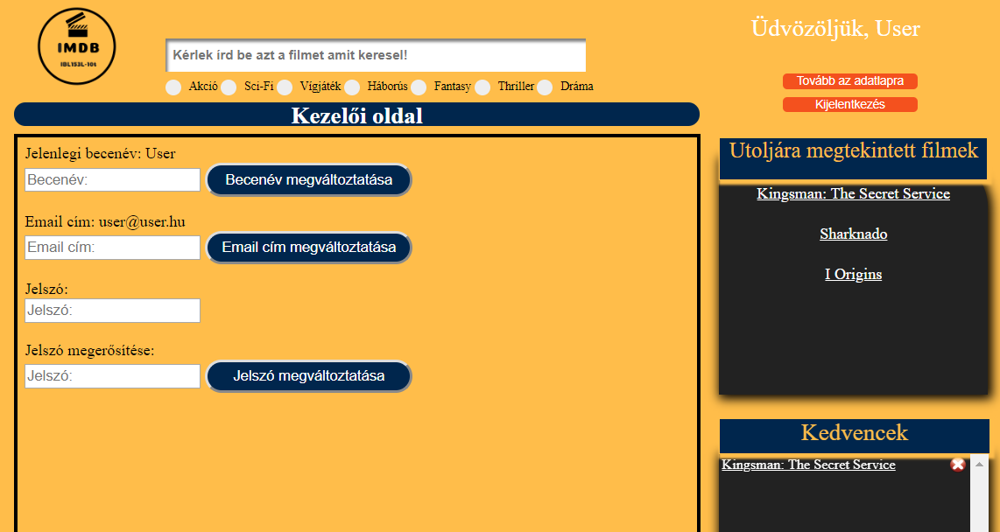 IMDB
IBL153L-10t
Üdvözöljük, User
Kérlek írd be azt a filmet amit keresel!
Akció Sci-Fi Vígjáték Háborús Fantasy Thriller Dráma
Tovább az adatlapra
Kijelentkezés
Kezelői oldal
Jelenlegi becenév: User
Becenév:
Becenév megváltoztatása
Email cím: user@user.hu
Email cím:
Email cím megváltoztatása
Jelszó:
Jelszó:
Jelszó megerősítése:
Jelszó:
Jelszó megváltoztatása
Utoljára megtekintett filmek
Kingsman: The Secret Service
Sharknado
I Origins
Kedvencek
Kingsman: The Secret Service